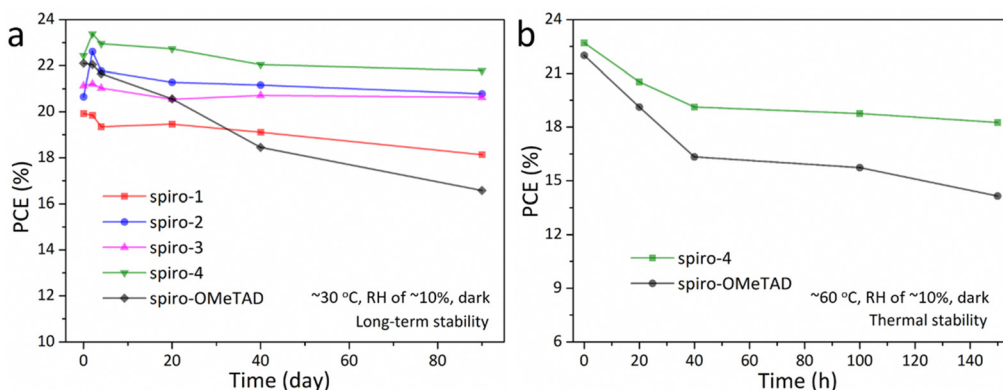 a
24
22
20
18
16
14
12
10
PCE (%)
spiro-1
spiro-2
spiro-3
spiro-4
spiro-OMeTAD
~30 °C, RH of ~10%, dark
Long-term stability
0 20 40 60 80
Time (day)
b
24
21
18
15
12
9
6
PCE (%)
spiro-4
spiro-OMeTAD
~60 °C, RH of ~10%, dark
Thermal stability
0 20 40 60 80 100 120 140
Time (h)